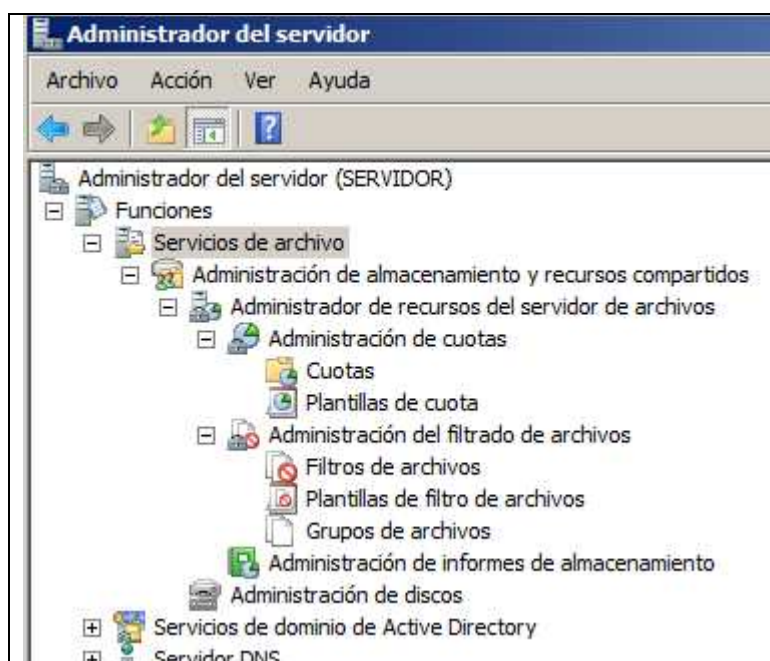 Administrador del servidor
Archivo Acción Ver Ayuda
Administrador del servidor (SERVIDOR)
Funciones
Servicios de archivo
Administración de almacenamiento y recursos compartidos
Administrador de recursos del servidor de archivos
Administración de cuotas
Cuotas
Plantillas de cuota
Administración del filtrado de archivos
Filtros de archivos
Plantillas de filtro de archivos
Grupos de archivos
Administración de informes de almacenamiento
Administración de discos
Servicios de dominio de Active Directory
Servidor DNS